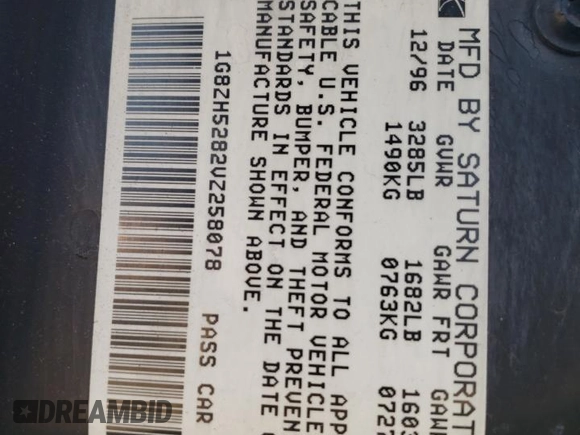 MFD BY SATURN CORPORAT
DATE GVWR GAWR FRT GAW
12/96 3285LB 1682LB 1603
1490KG 0763KG 0727
THIS VEHICLE CONFORMS TO ALL APP
CABLE U.S. FEDERAL MOTOR VEHICLE
SAFETY, BUMPER, AND THEFT PREVEN
STANDARDS IN EFFECT ON THE DATE
MANUFACTURE SHOWN ABOVE.
1G8ZH5282VZ258078 PASS CAR
DREAMBID